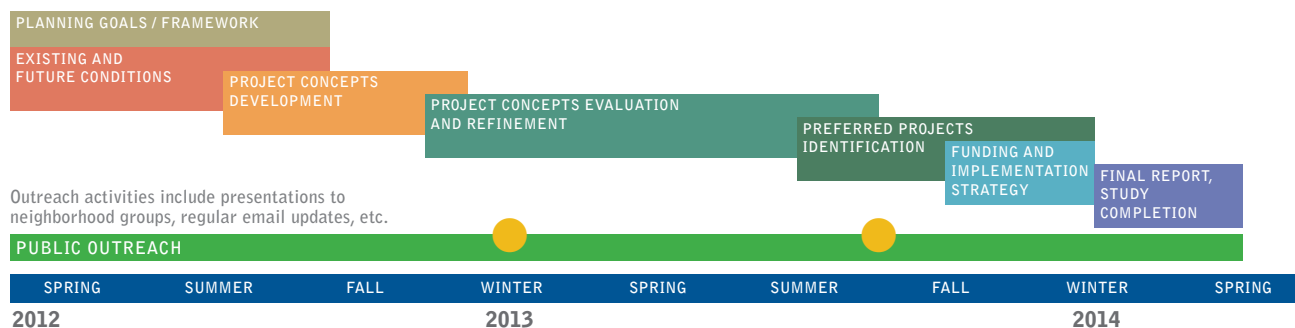 PLANNING GOALS / FRAMEWORK
EXISTING AND
FUTURE CONDITIONS
PROJECT CONCEPTS
DEVELOPMENT
PROJECT CONCEPTS EVALUATION
AND REFINEMENT
PREFERRED PROJECTS
IDENTIFICATION
FUNDING AND
IMPLEMENTATION
STRATEGY
FINAL REPORT,
STUDY
COMPLETION
Outreach activities include presentations to
neighborhood groups, regular email updates, etc.
PUBLIC OUTREACH
SPRING SUMMER FALL WINTER SPRING SUMMER FALL WINTER SPRING
2012 2013 2014